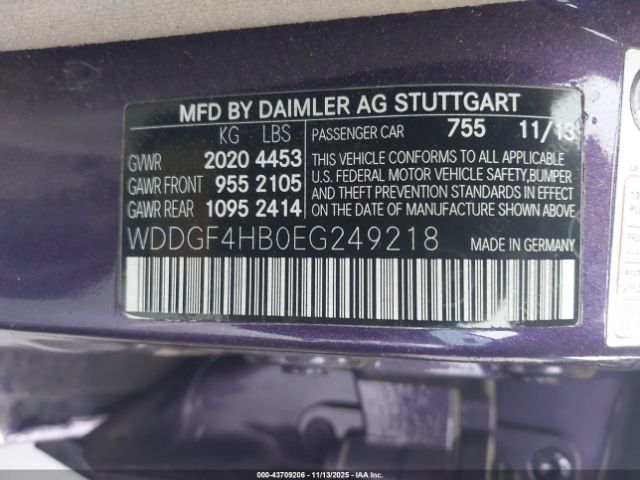 MFD BY DAIMLER AG STUTTGART
KG LBS PASSENGER CAR 755 11/13
GVWR 2020 4453
GAWR FRONT 955 2105
GAWR REAR 1095 2414
THIS VEHICLE CONFORMS TO ALL APPLICABLE
U.S. FEDERAL MOTOR VEHICLE SAFETY,BUMPER
AND THEFT PREVENTION STANDARDS IN EFFECT
ON THE DATE OF MANUFACTURE SHOWN ABOVE.
WDDGF4HB0EG249218 MADE IN GERMANY
000-43709206 - 11/13/2025 - IAAI.COM